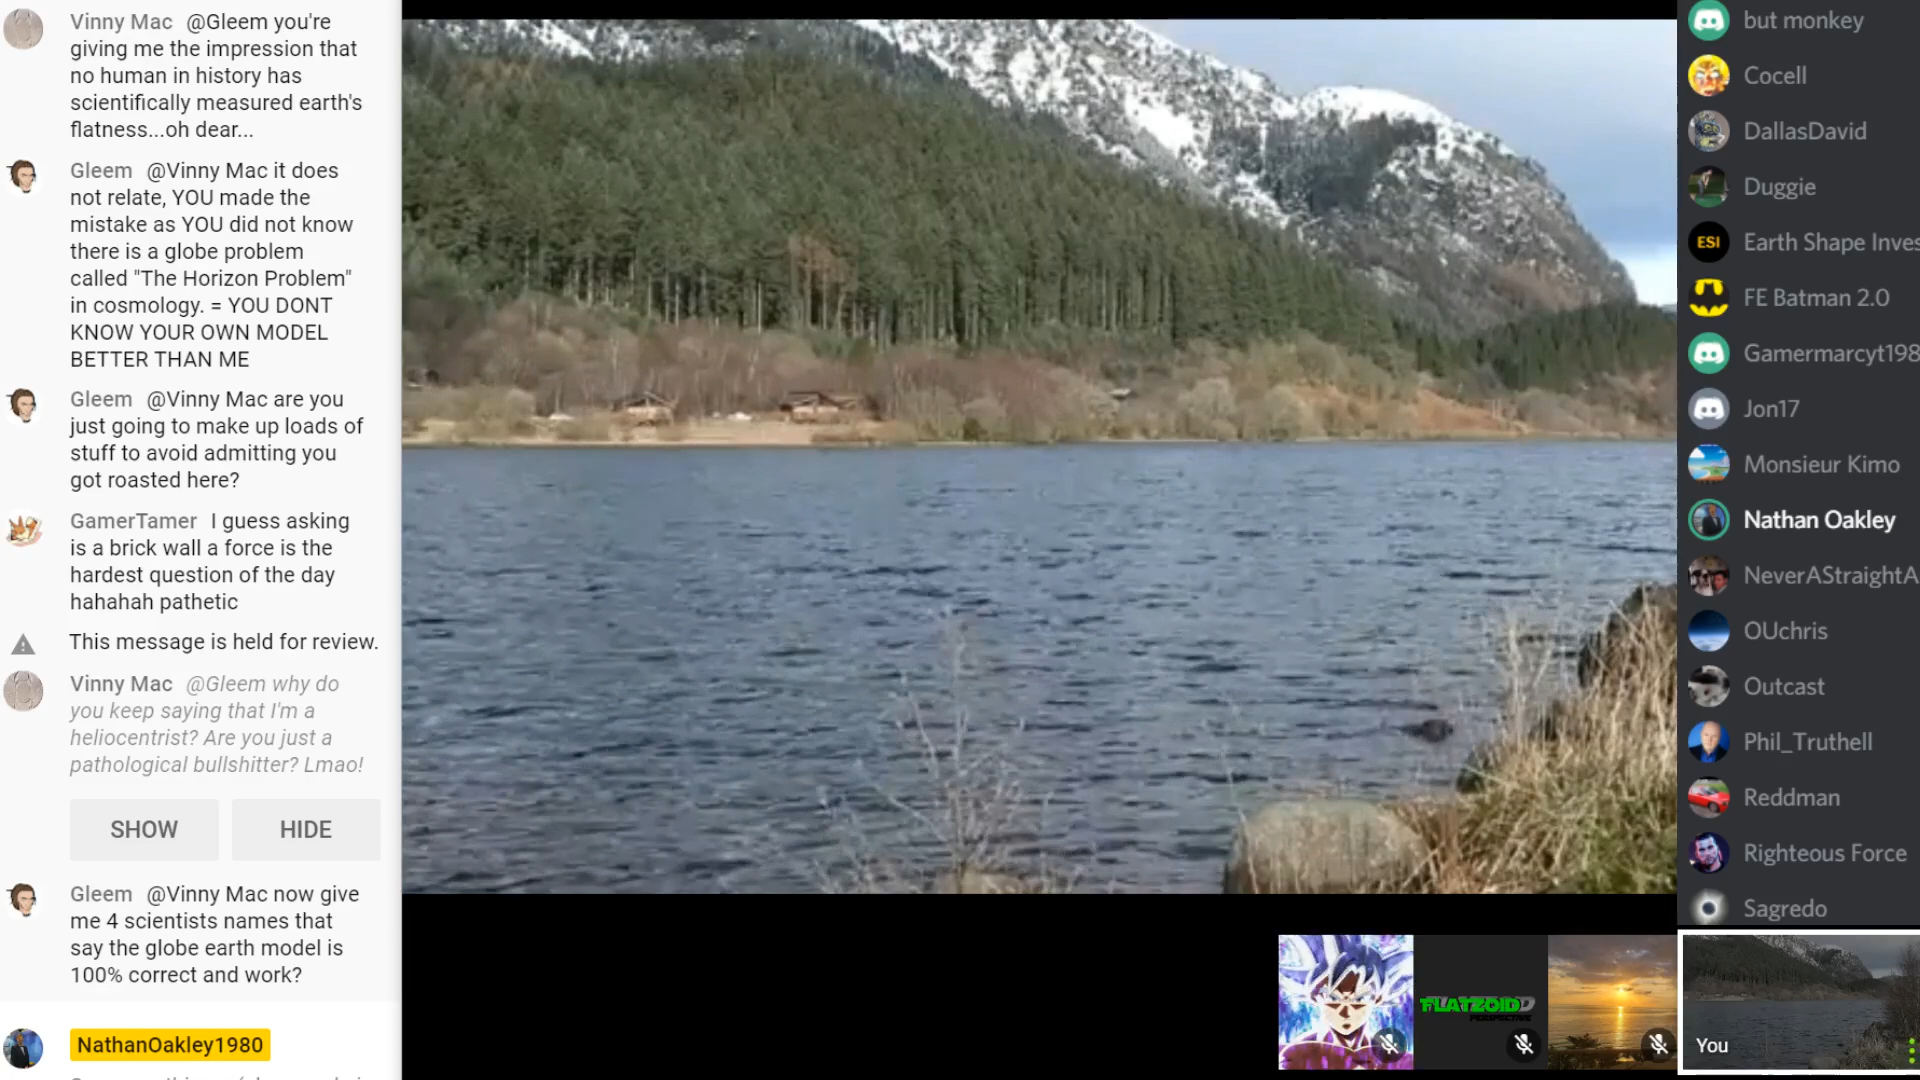 Vinny Mac @Gleem you're
giving me the impression that
no human in history has
scientifically measured earth's
flatness...oh dear...
Gleem @Vinny Mac it does
not relate, YOU made the
mistake as YOU did not know
there is a globe problem
called "The Horizon Problem"
in cosmology. = YOU DONT
KNOW YOUR OWN MODEL
BETTER THAN ME
Gleem @Vinny Mac are you
just going to make up loads of
stuff to avoid admitting you
got roasted here?
GamerTamer I guess asking
is a brick wall a force is the
hardest question of the day
hahahah pathetic
This message is held for review.
Vinny Mac @Gleem why do
you keep saying that I'm a
heliocentrist? Are you just a
pathological bullshitter? Lmao!
SHOW HIDE
Gleem @Vinny Mac now give
me 4 scientists names that
say the globe earth model is
100% correct and work?
NathanOakley1980
but monkey
Cocell
DallasDavid
Duggie
ESI
Earth Shape Inves
FE Batman 2.0
Gamermarcyt198
Jon17
Monsieur Kimo
Nathan Oakley
NeverAStraightA
OUchris
Outcast
Phil_Truthell
Reddman
Righteous Force
Sagredo
FLATZOID
PERSPECTIVE
You